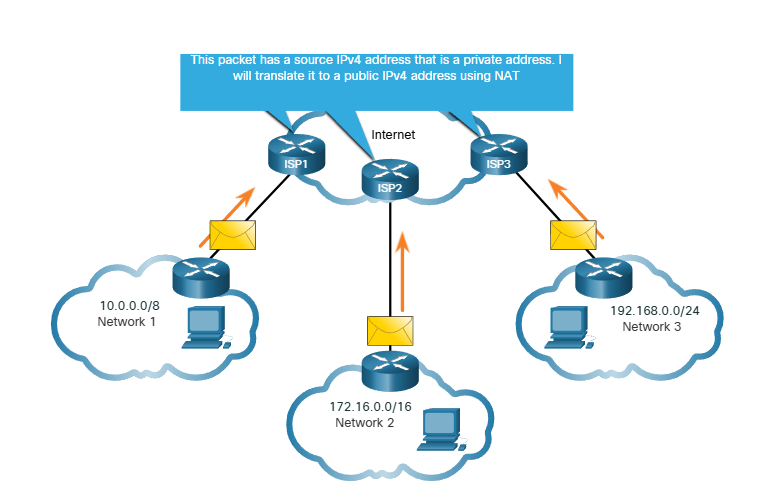 This packet has a source IPv4 address that is a private address. I
will translate it to a public IPv4 address using NAT
Internet
ISP1
ISP2
ISP3
10.0.0.0/8
Network 1
192.168.0.0/24
Network 3
172.16.0.0/16
Network 2